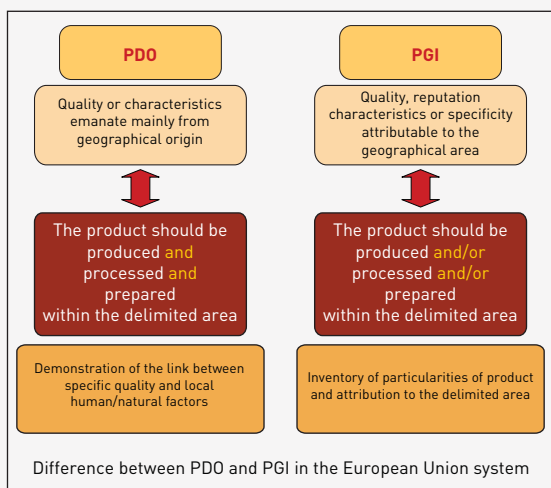 PDO
Quality or characteristics
emanate mainly from
geographical origin
The product should be
produced and
processed and
prepared
within the delimited area
Demonstration of the link between
specific quality and local
human/natural factors
PGI
Quality, reputation
characteristics or specificity
attributable to the
geographical area
The product should be
produced and/or
processed and/or
prepared
within the delimited area
Inventory of particularities of product
and attribution to the delimited area
Difference between PDO and PGI in the European Union system